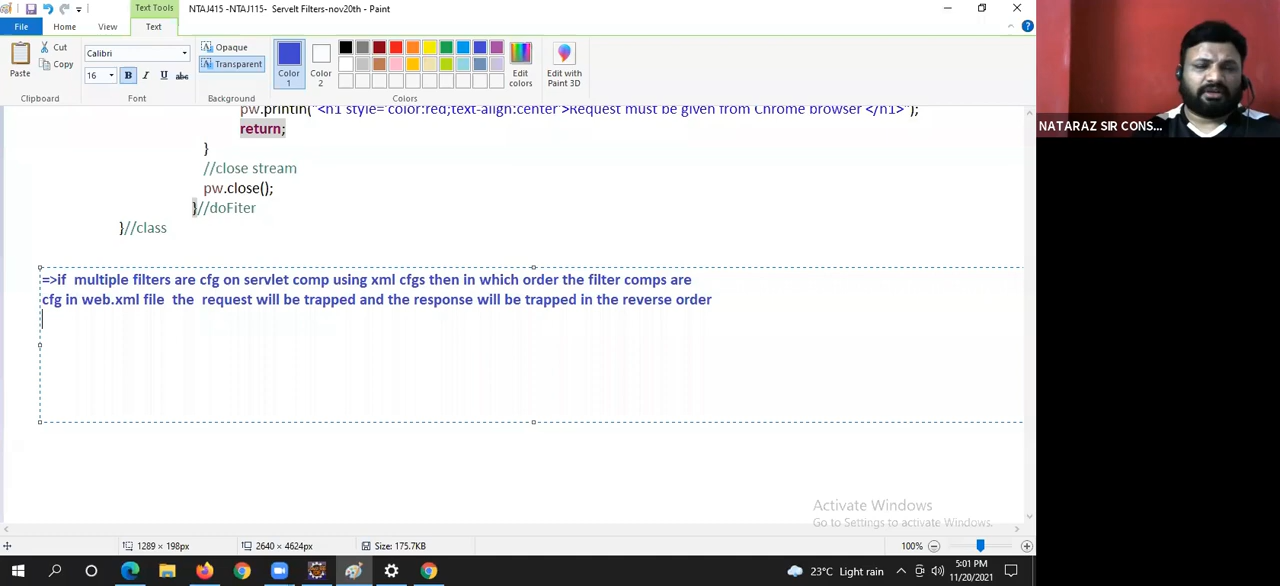 NTAJ415 -NTAJ115- Servelt Filters-nov20th - Paint
Text Tools
File Home View Text
Paste
Cut
Copy
Clipboard
Calibri
16 B I U abc
Font
Opaque
Transparent
Background
Color 1
Color 2
Colors
Edit colors
Edit with Paint 3D
NATARAZ SIR CONS...
pw.println("<h1 style='color:red;text-align:center'>Request must be given from Chrome browser </h1>");
return;
}
//close stream
pw.close();
}//doFiter
}//class
=>if multiple filters are cfg on servlet comp using xml cfgs then in which order the filter comps are
cfg in web.xml file the request will be trapped and the response will be trapped in the reverse order
Activate Windows
Go to Settings to activate Windows.
1289 × 198px
2640 × 4624px
Size: 175.7KB
100%
23°C Light rain
5:01 PM
11/20/2021